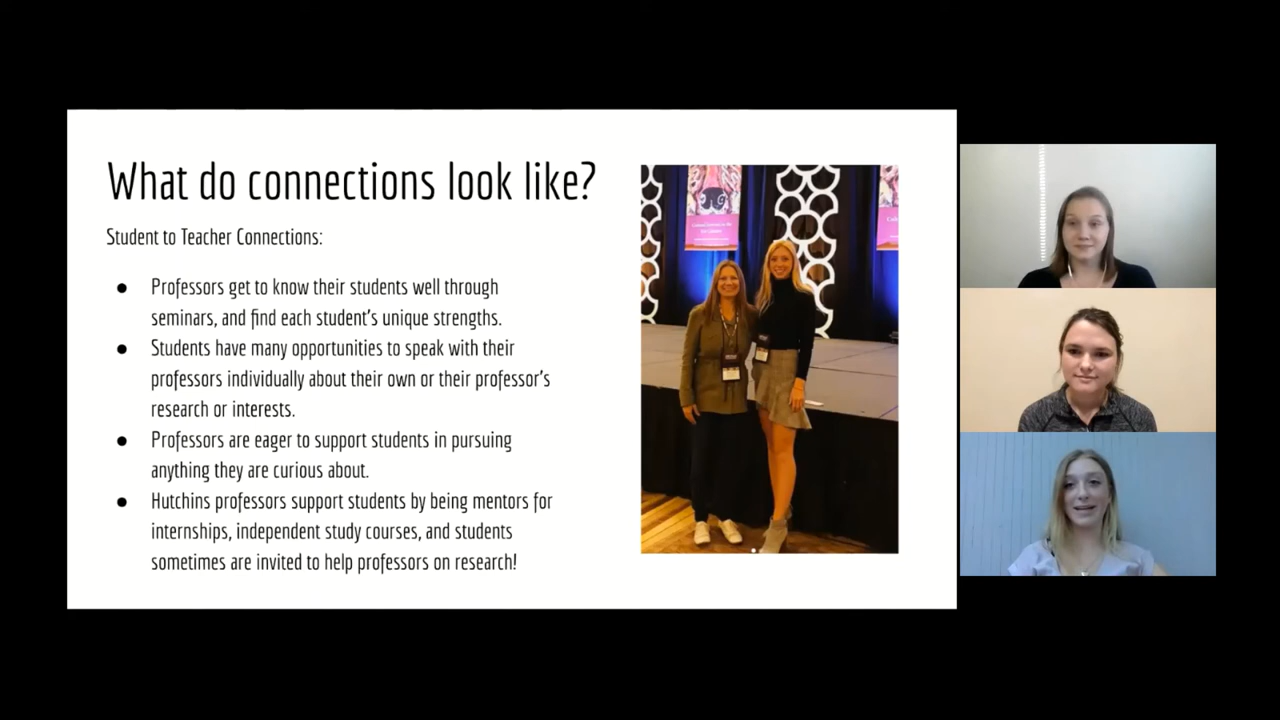 What do connections look like?
Student to Teacher Connections:
● Professors get to know their students well through
seminars, and find each student's unique strengths.
● Students have many opportunities to speak with their
professors individually about their own or their professor's
research or interests.
● Professors are eager to support students in pursuing
anything they are curious about.
● Hutchins professors support students by being mentors for
internships, independent study courses, and students
sometimes are invited to help professors on research!